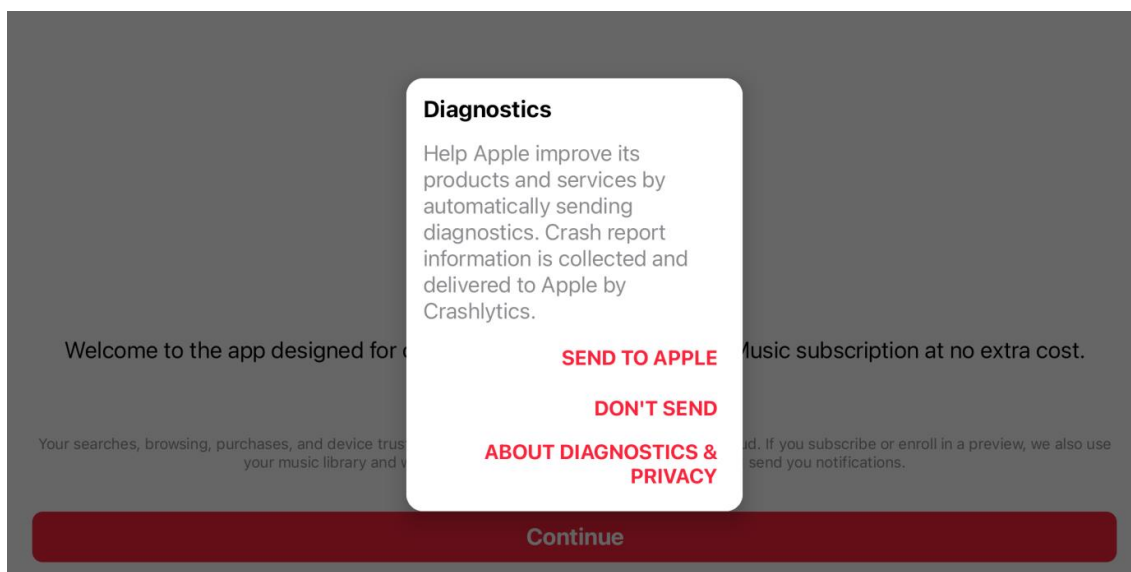 Diagnostics
Help Apple improve its
products and services by
automatically sending
diagnostics. Crash report
information is collected and
delivered to Apple by
Crashlytics.
SEND TO APPLE
DON'T SEND
ABOUT DIAGNOSTICS &
PRIVACY
Welcome to the app designed for Music subscription at no extra cost.
Your searches, browsing, purchases, and device If you subscribe or enroll in a preview, we also use
your music library and send you notifications.
Continue